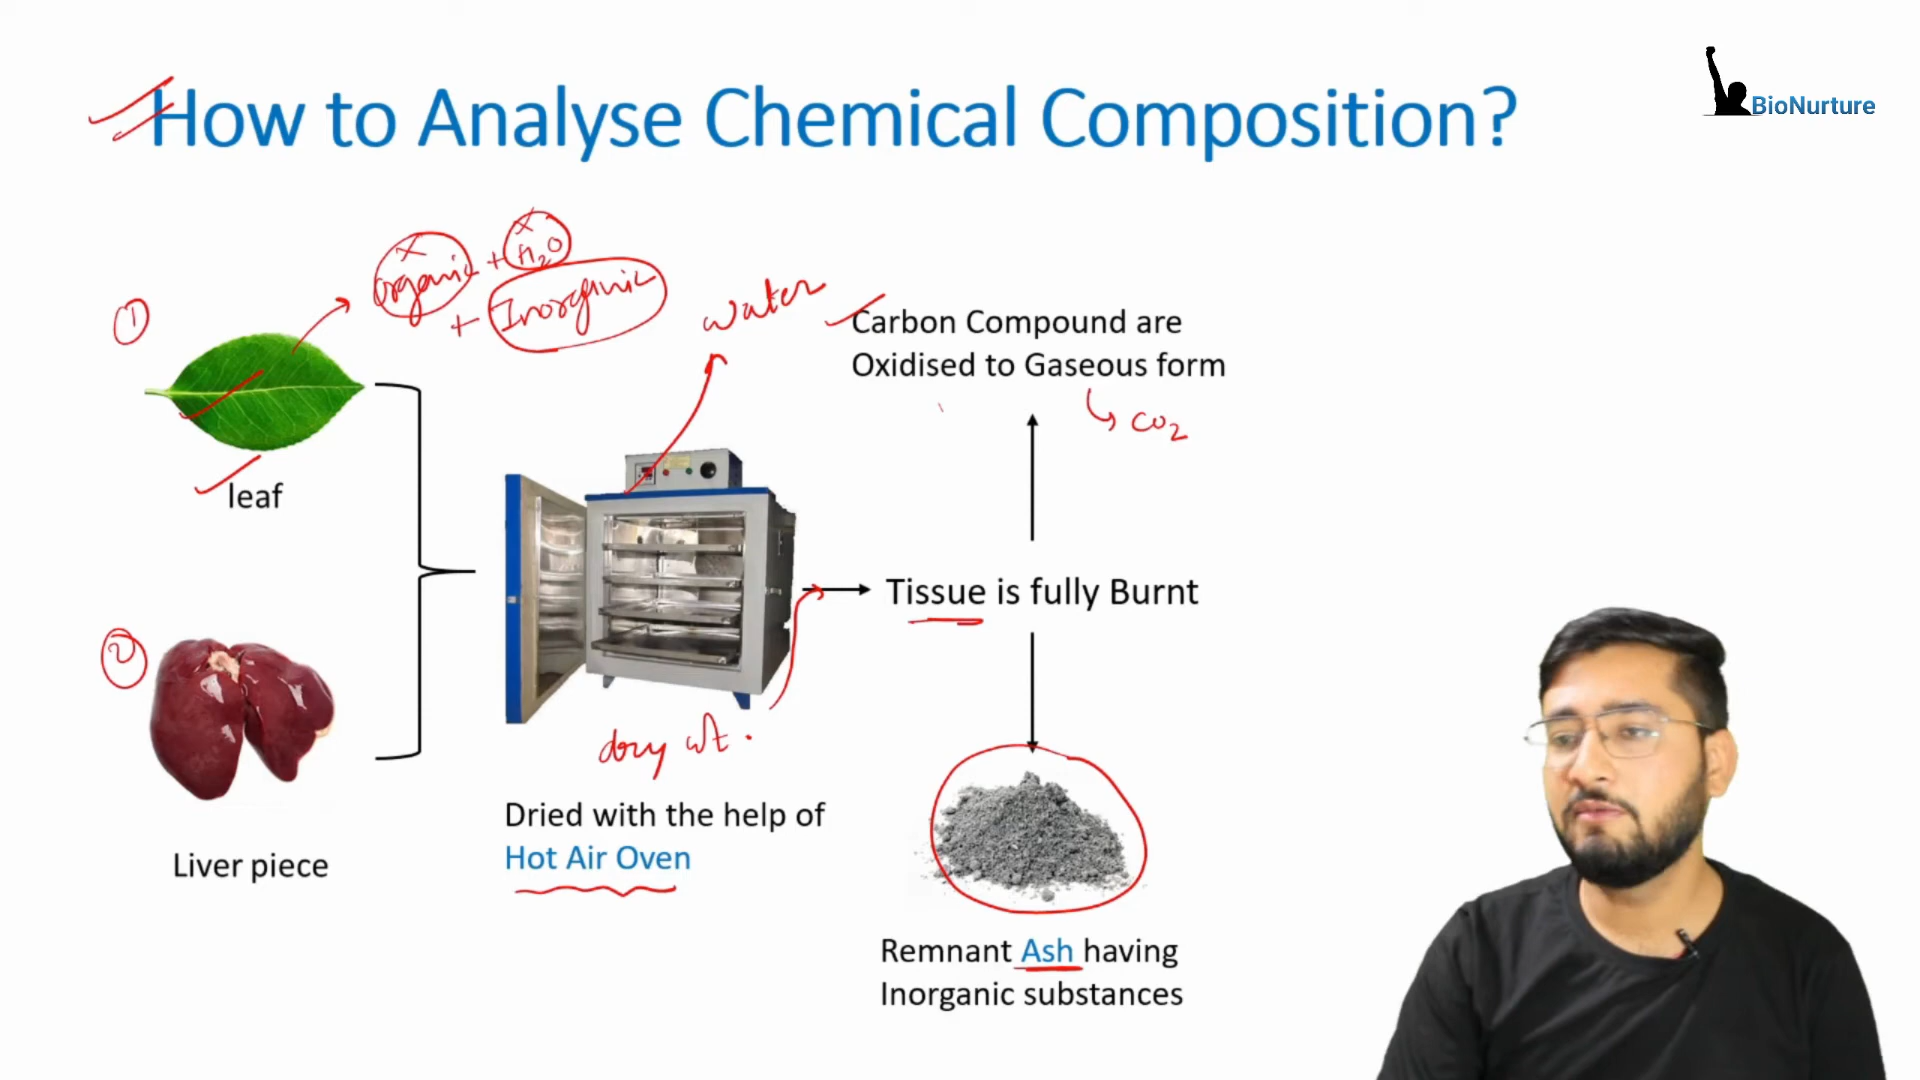 How to Analyse Chemical Composition?
BioNurture
①
organic + H₂O
+ Inorganic
water
Carbon Compound are
Oxidised to Gaseous form
CO₂
leaf
Tissue is fully Burnt
②
dry wt.
Dried with the help of
Hot Air Oven
Liver piece
Remnant Ash having
Inorganic substances